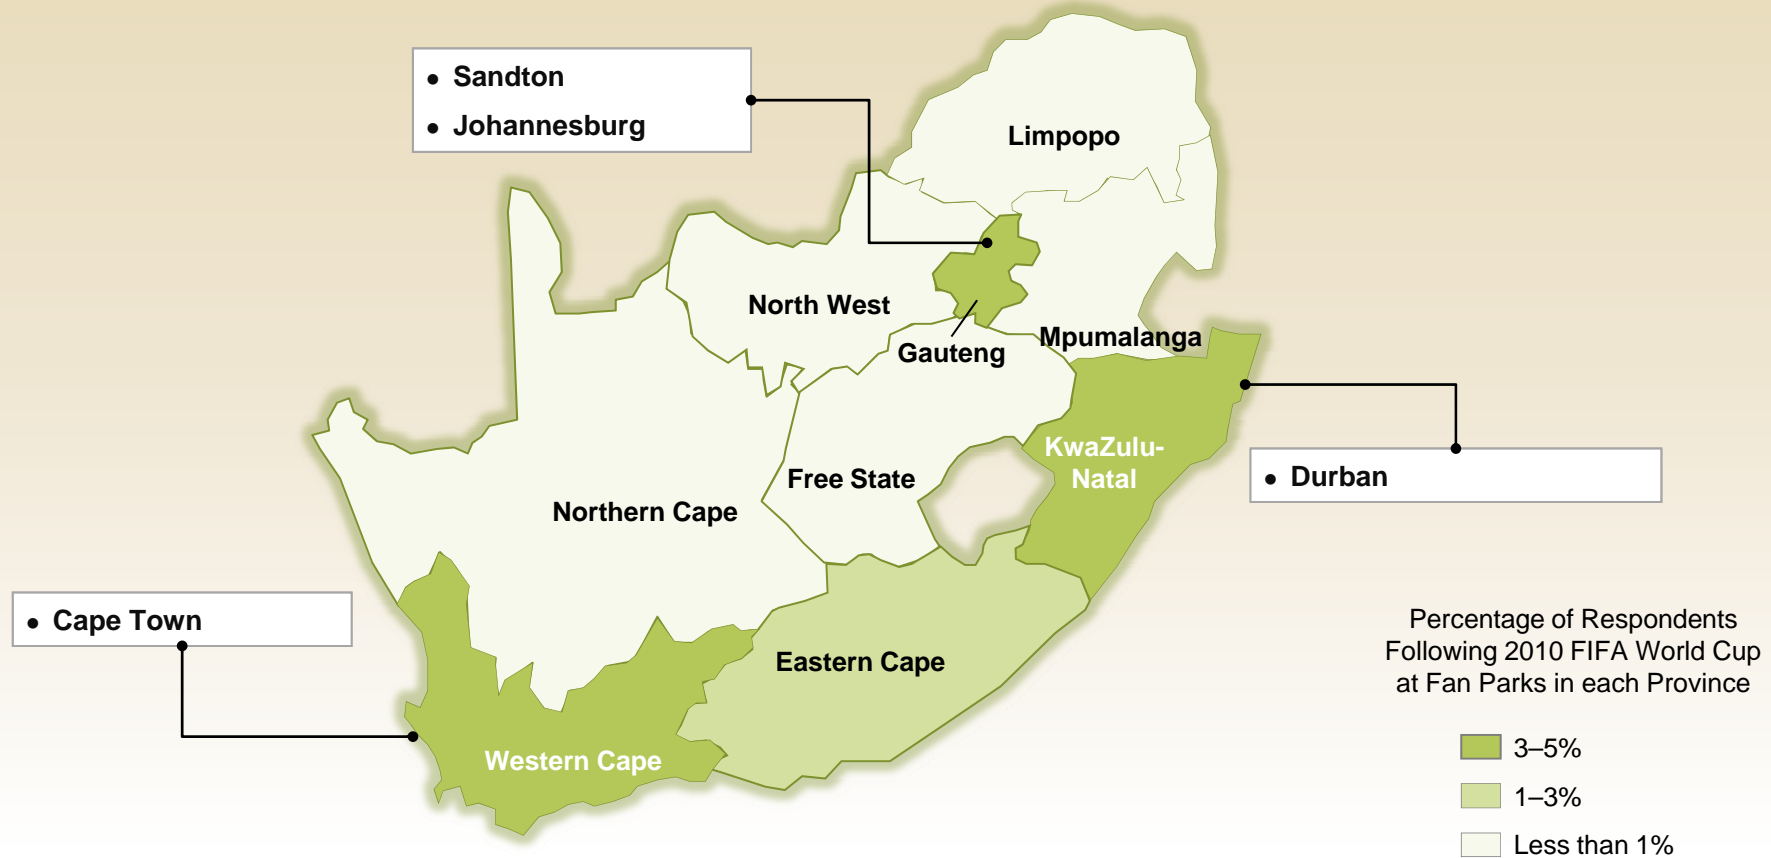 • Sandton
• Johannesburg
Limpopo
North West
Gauteng
Mpumalanga
KwaZulu-
Natal
• Durban
Free State
Northern Cape
• Cape Town
Eastern Cape
Western Cape
Percentage of Respondents
Following 2010 FIFA World Cup
at Fan Parks in each Province
3–5%
1–3%
Less than 1%